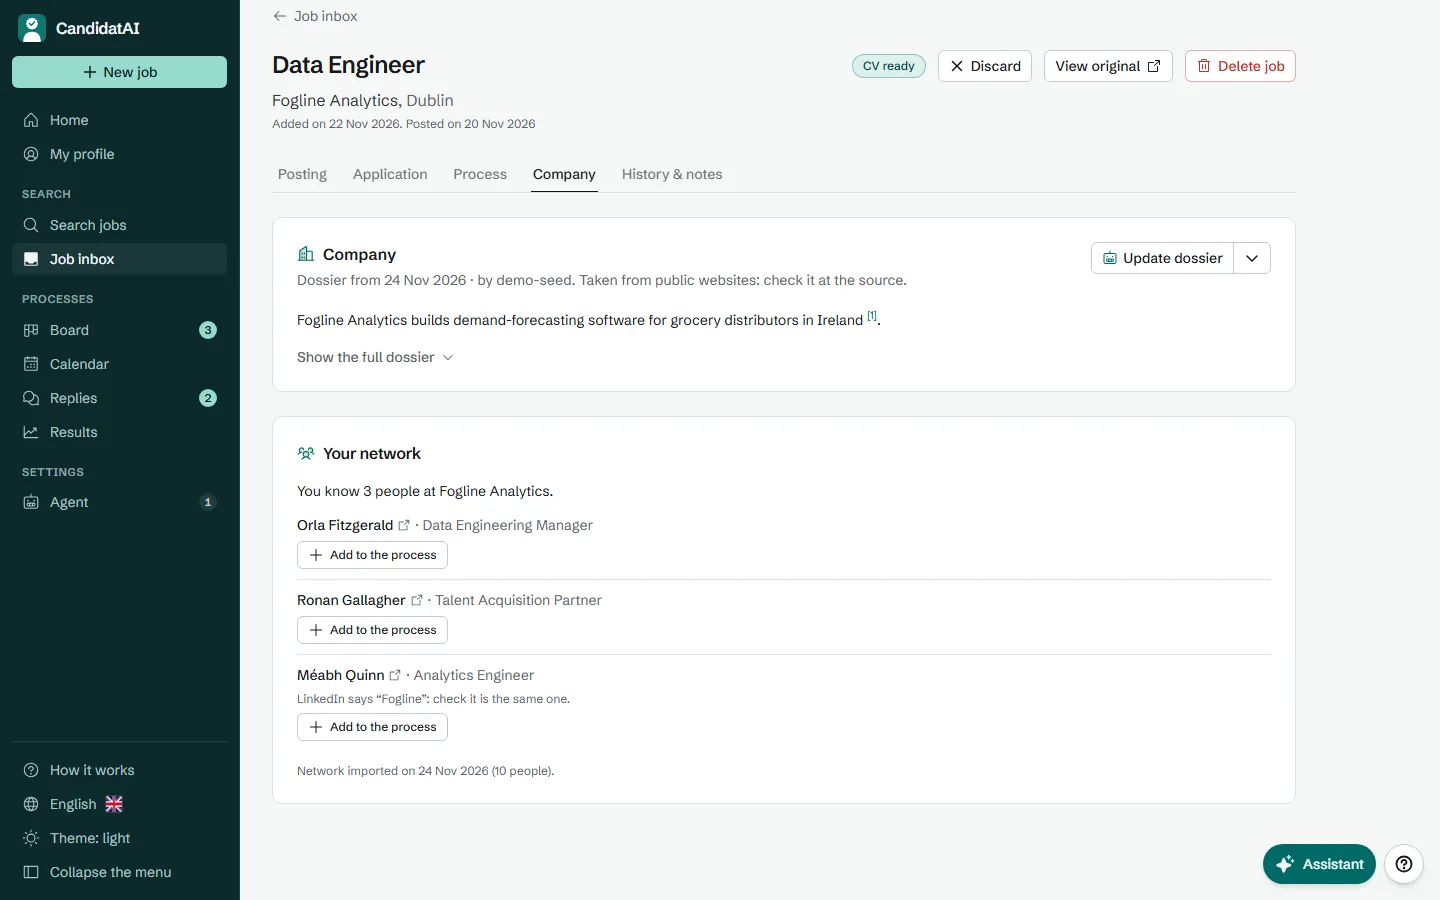 CandidatAI
New job
Home
My profile
SEARCH
Search jobs
Job inbox
PROCESSES
Board 3
Calendar
Replies 2
Results
SETTINGS
Agent 1
How it works
English
Theme: light
Collapse the menu
Job inbox
Data Engineer
CV ready
Discard
View original
Delete job
Fogline Analytics, Dublin
Added on 22 Nov 2026. Posted on 20 Nov 2026
Posting Application Process Company History & notes
Company
Update dossier
Dossier from 24 Nov 2026 · by demo-seed. Taken from public websites: check it at the source.
Fogline Analytics builds demand-forecasting software for grocery distributors in Ireland [1].
Show the full dossier
Your network
You know 3 people at Fogline Analytics.
Orla Fitzgerald · Data Engineering Manager
Add to the process
Ronan Gallagher · Talent Acquisition Partner
Add to the process
Méabh Quinn · Analytics Engineer
LinkedIn says “Fogline”: check it is the same one.
Add to the process
Network imported on 24 Nov 2026 (10 people).
Assistant